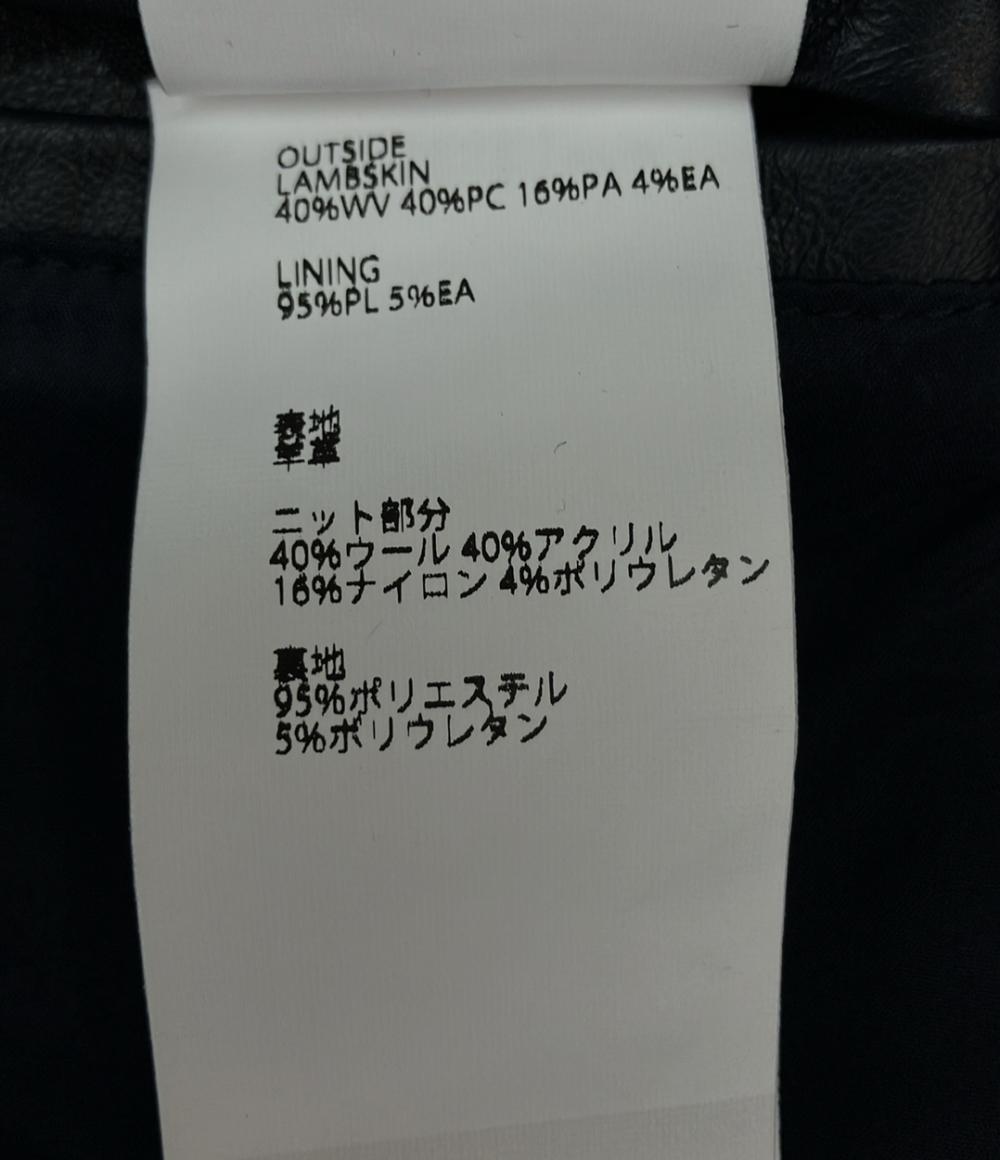 OUTSIDE
LAMBSKIN
40%WV 40%PC 16%PA 4%EA
LINING
95%PL 5%EA
表地
羊革
ニット部分
40%ウール 40%アクリル
16%ナイロン 4%ポリウレタン
裏地
95%ポリエステル
5%ポリウレタン